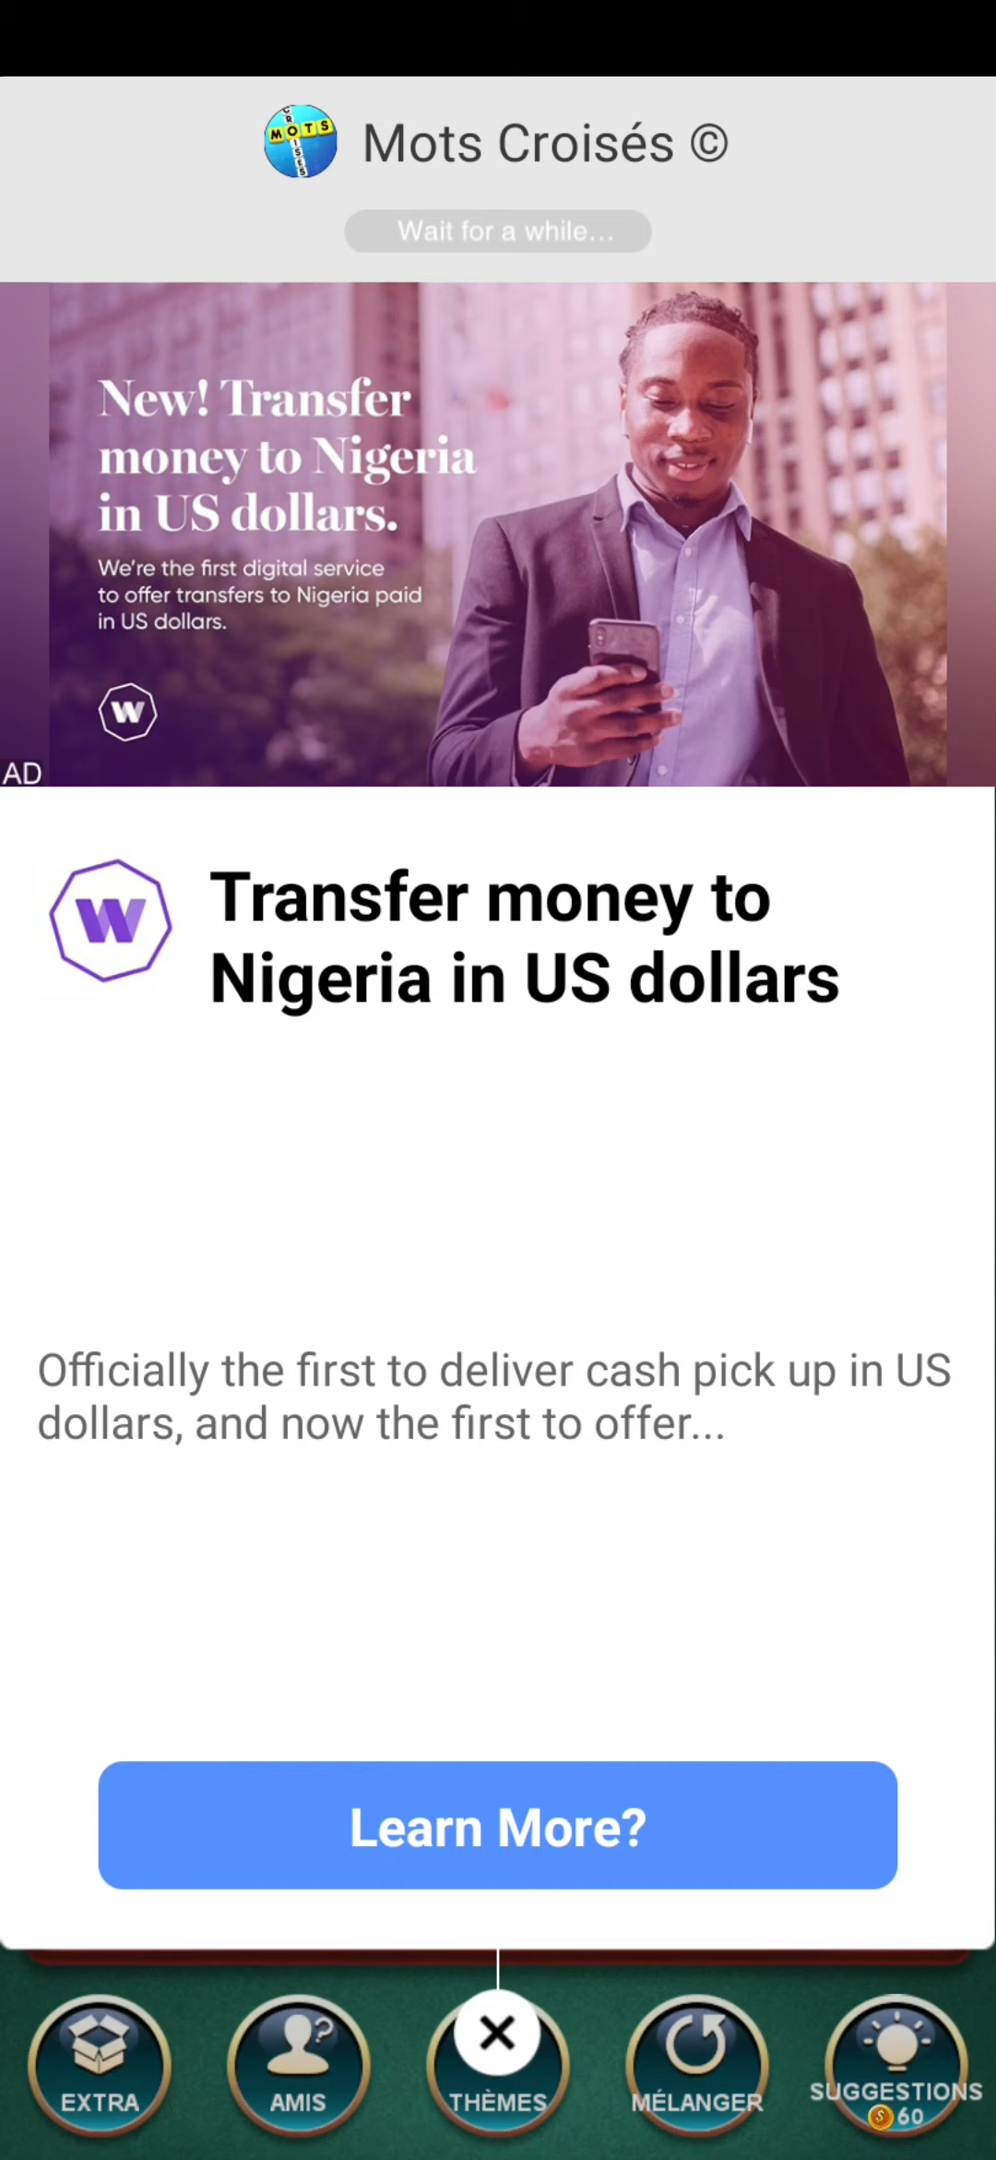 MOTS
CROISÉS
Mots Croisés ©
Wait for a while...
New! Transfer
money to Nigeria
in US dollars.
We're the first digital service
to offer transfers to Nigeria paid
in US dollars.
W
AD
W
Transfer money to
Nigeria in US dollars
Officially the first to deliver cash pick up in US
dollars, and now the first to offer...
Learn More?
EXTRA
AMIS
THÈMES
MÉLANGER
SUGGESTIONS
$ 60